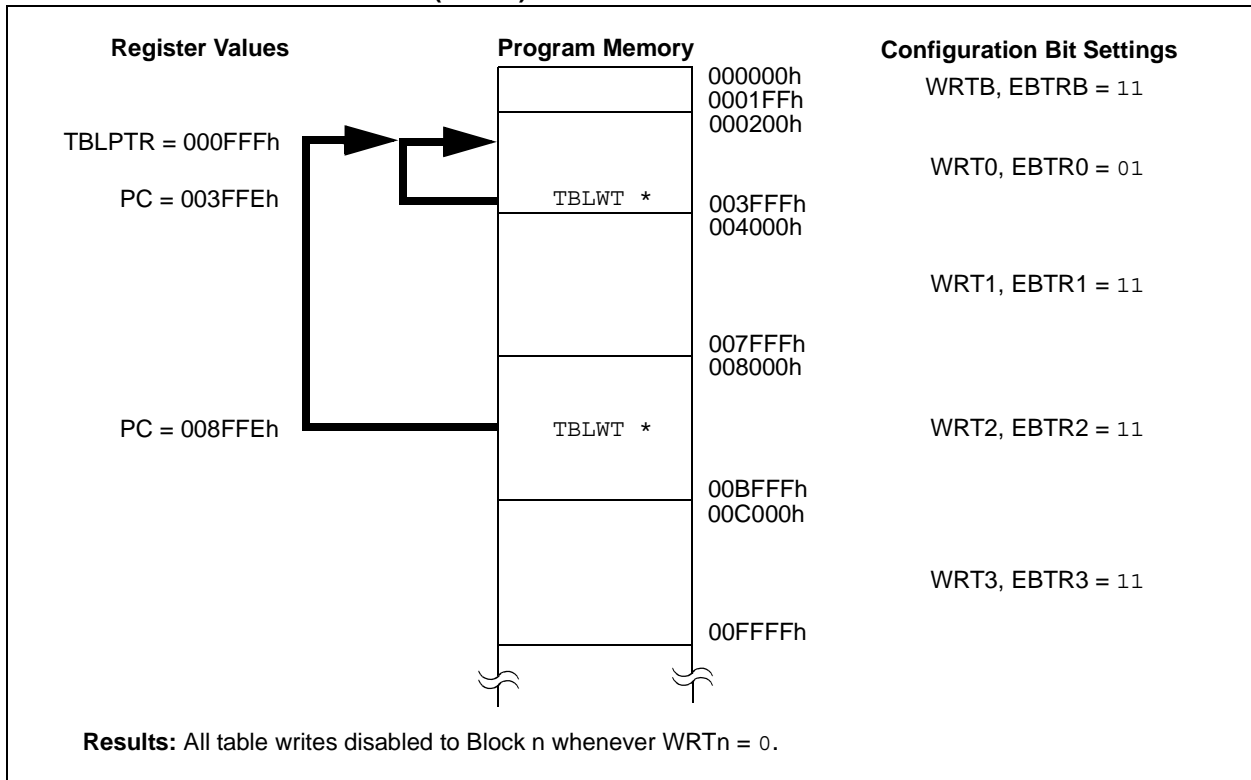 Register Values Program Memory Configuration Bit Settings
000000h
WRTB, EBTRB = 11
0001FFh
000200h
TBLPTR = 000FFFh
WRT0, EBTR0 = 01
PC = 003FFEh TBLWT * 003FFFh
004000h
WRT1, EBTR1 = 11
007FFFh
008000h
PC = 008FFEh TBLWT * WRT2, EBTR2 = 11
00BFFFh
00C000h
WRT3, EBTR3 = 11
00FFFFh
Results: All table writes disabled to Block n whenever WRTn = 0.